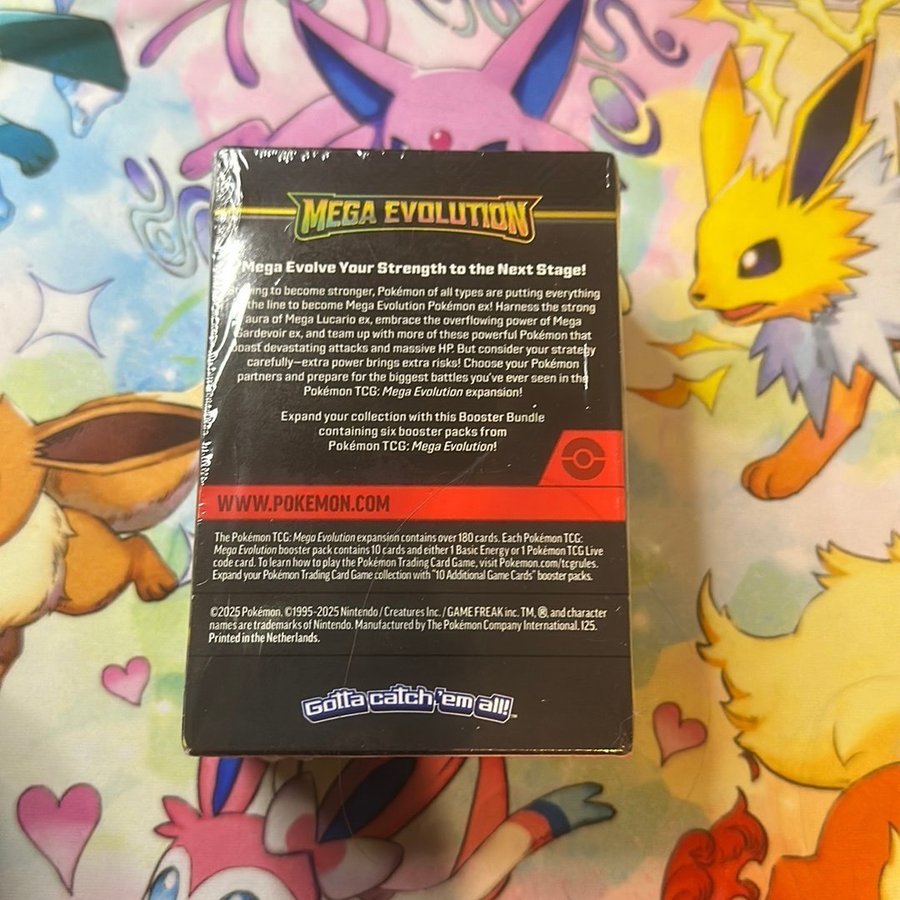 MEGA EVOLUTION
Mega Evolve Your Strength to the Next Stage!
to become stronger, Pokémon of all types are putting everything
the line to become Mega Evolution Pokémon ex! Harness the strong
aura of Mega Lucario ex, embrace the overflowing power of Mega
Gardevoir ex, and team up with more of these powerful Pokémon that
boast devastating attacks and massive HP. But consider your strategy
carefully—extra power brings extra risks! Choose your Pokémon
partners and prepare for the biggest battles you've ever seen in the
Pokémon TCG: Mega Evolution expansion!
Expand your collection with this Booster Bundle
containing six booster packs from
Pokémon TCG: Mega Evolution!
WWW.POKEMON.COM
The Pokémon TCG: Mega Evolution expansion contains over 180 cards. Each Pokémon TCG:
Mega Evolution booster pack contains 10 cards and either 1 Basic Energy or 1 Pokémon TCG Live
code card. To learn how to play the Pokémon Trading Card Game, visit Pokemon.com/tcgrules.
Expand your Pokémon Trading Card Game collection with "10 Additional Game Cards" booster packs.
©2025 Pokémon. ©1995-2025 Nintendo / Creatures Inc. / GAME FREAK inc. TM, ®, and character
names are trademarks of Nintendo. Manufactured by The Pokémon Company International. 125.
Printed in the Netherlands.
Gotta catch 'em all!™